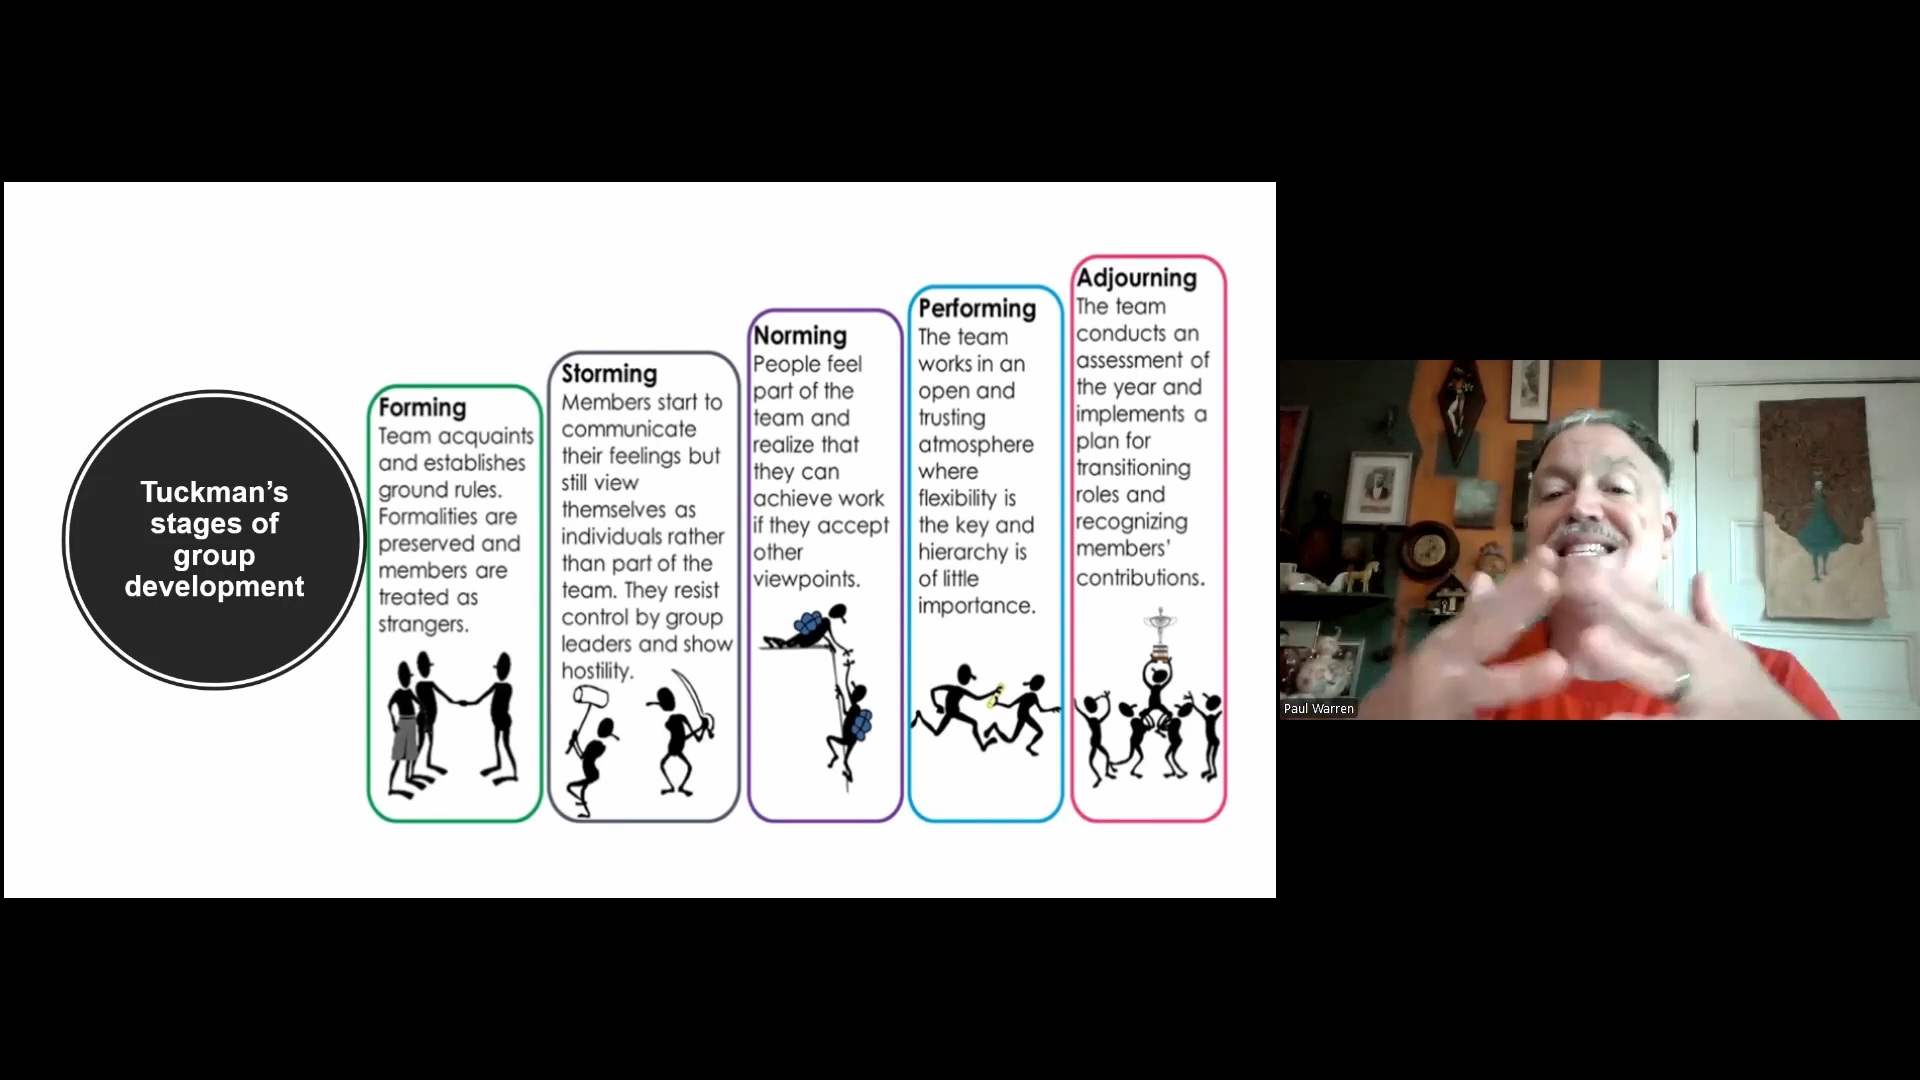 Tuckman’s
stages of
group
development
Forming
Team acquaints
and establishes
ground rules.
Formalities are
preserved and
members are
treated as
strangers.
Storming
Members start to
communicate
their feelings but
still view
themselves as
individuals rather
than part of the
team. They resist
control by group
leaders and show
hostility.
Norming
People feel
part of the
team and
realize that
they can
achieve work
if they accept
other
viewpoints.
Performing
The team
works in an
open and
trusting
atmosphere
where
flexibility is
the key and
hierarchy is
of little
importance.
Adjourning
The team
conducts an
assessment of
the year and
implements a
plan for
transitioning
roles and
recognizing
members’
contributions.
Paul Warren